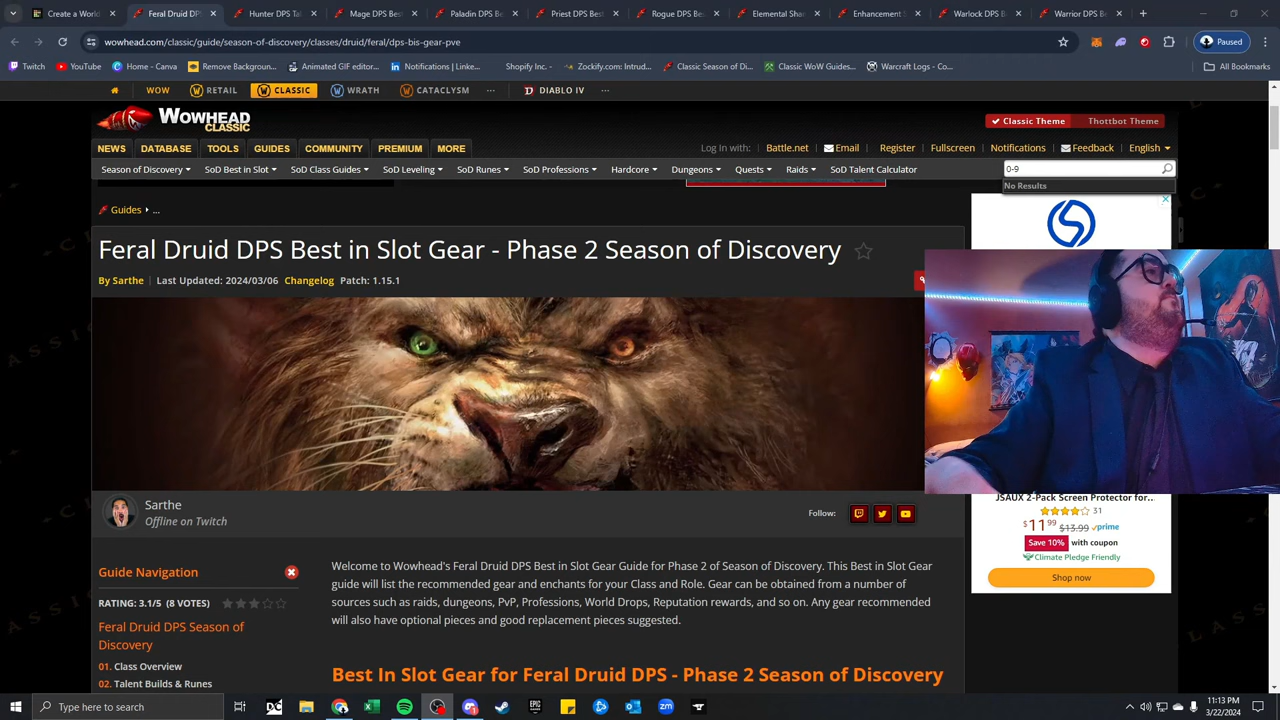 Create a World
Feral Druid DPS
Hunter DPS Tal
Mage DPS Best
Paladin DPS Be
Priest DPS Best
Rogue DPS Bes
Elemental Sha
Enhancement S
Warlock DPS B
Warrior DPS Be
wowhead.com/classic/guide/season-of-discovery/classes/druid/feral/dps-bis-gear-pve
Paused
Twitch
YouTube
Home - Canva
Remove Backgroun...
Animated GIF editor...
Notifications | Linke...
Shopify Inc. -
Zockify.com: Intrud...
Classic Season of Di...
Classic WoW Guides...
Warcraft Logs - Co...
All Bookmarks
WOW
RETAIL
CLASSIC
WRATH
CATACLYSM
...
DIABLO IV
...
WOWHEAD
CLASSIC
Classic Theme
Thottbot Theme
NEWS
DATABASE
TOOLS
GUIDES
COMMUNITY
PREMIUM
MORE
Log In with:
Battle.net
Email
Register
Fullscreen
Notifications
Feedback
English
Season of Discovery
SoD Best in Slot
SoD Class Guides
SoD Leveling
SoD Runes
SoD Professions
Hardcore
Dungeons
Quests
Raids
SoD Talent Calculator
0-9
No Results
Guides
...
Feral Druid DPS Best in Slot Gear - Phase 2 Season of Discovery
By Sarthe
Last Updated: 2024/03/06
Changelog
Patch: 1.15.1
Sarthe
Offline on Twitch
Follow:
JSAUX 2-Pack Screen Protector for...
31
$11.99 $13.99 prime
Save 10% with coupon
Climate Pledge Friendly
Shop now
Guide Navigation
RATING: 3.1/5 (8 VOTES)
Feral Druid DPS Season of
Discovery
01. Class Overview
02. Talent Builds & Runes
Wowhead's Feral Druid DPS Best in Slot Gear Guide for Phase 2 of Season of Discovery. This Best in Slot Gear
guide will list the recommended gear and enchants for your Class and Role. Gear can be obtained from a number of
sources such as raids, dungeons, PvP, Professions, World Drops, Reputation rewards, and so on. Any gear recommended
will also have optional pieces and good replacement pieces suggested.
Best In Slot Gear for Feral Druid DPS - Phase 2 Season of Discovery
Type here to search
11:13 PM
3/22/2024